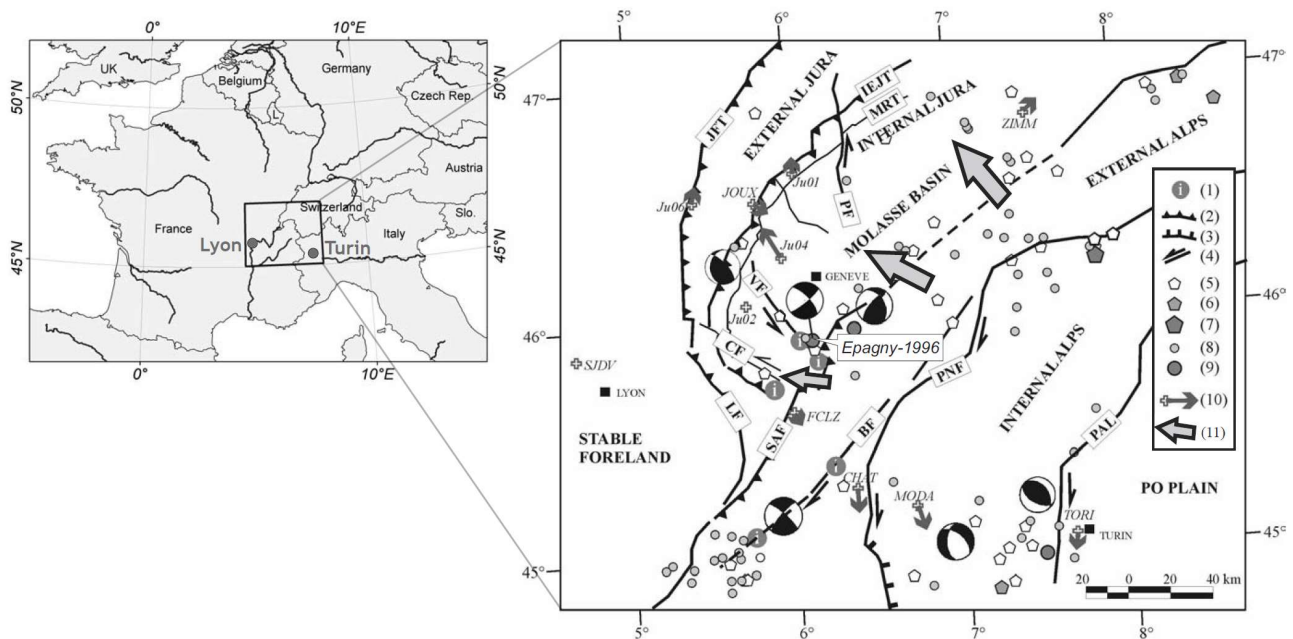 0°
10°E
UK
Germany
Belgium
Czech Rep.
50°N
50°N
Austria
Switzerland
France
Slo.
Lyon
Turin
Italy
45°N
45°N
0°
10°E
5°
6°
7°
8°
47°
47°
JFT
EXTERNAL JURA
IEJT
MRT
INTERNAL JURA
ZIMM
EXTERNAL ALPS
Ju01
JOUX
Ju06
PF
MOLASSE BASIN
Ju04
GENEVE
VF
46°
46°
Ju02
Epagny-1996
CF
SJDV
LYON
PNF
INTERNAL ALPS
LF
FCLZ
SAF
BF
STABLE
FORELAND
PAL
CHAT
MODA
PO PLAIN
TORI
TURIN
45°
45°
20 0 20 40 km
5°
6°
7°
8°
(1)
(2)
(3)
(4)
(5)
(6)
(7)
(8)
(9)
(10)
(11)
i
i
i
i
i
i